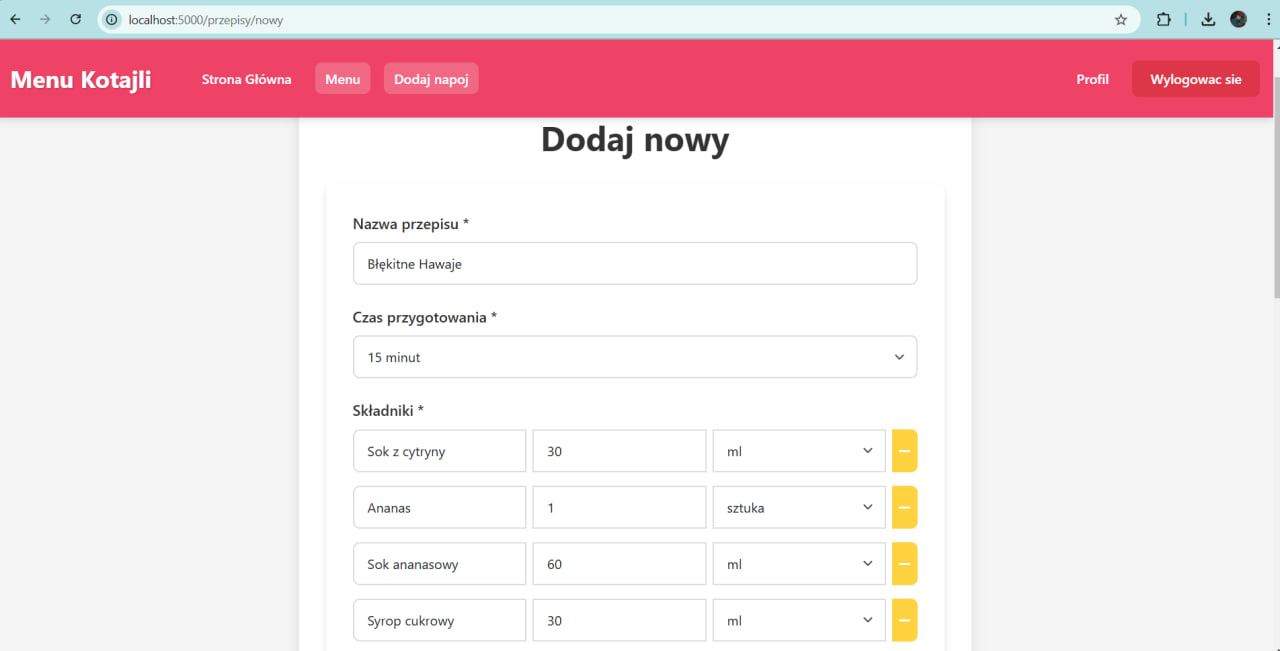 localhost:5000/przepisy/nowy
Menu Kotajli Strona Główna Menu Dodaj napoj Profil Wylogowac sie
Dodaj nowy
Nazwa przepisu *
Błękitne Hawaje
Czas przygotowania *
15 minut
Składniki *
Sok z cytryny 30 ml
Ananas 1 sztuka
Sok ananasowy 60 ml
Syrop cukrowy 30 ml